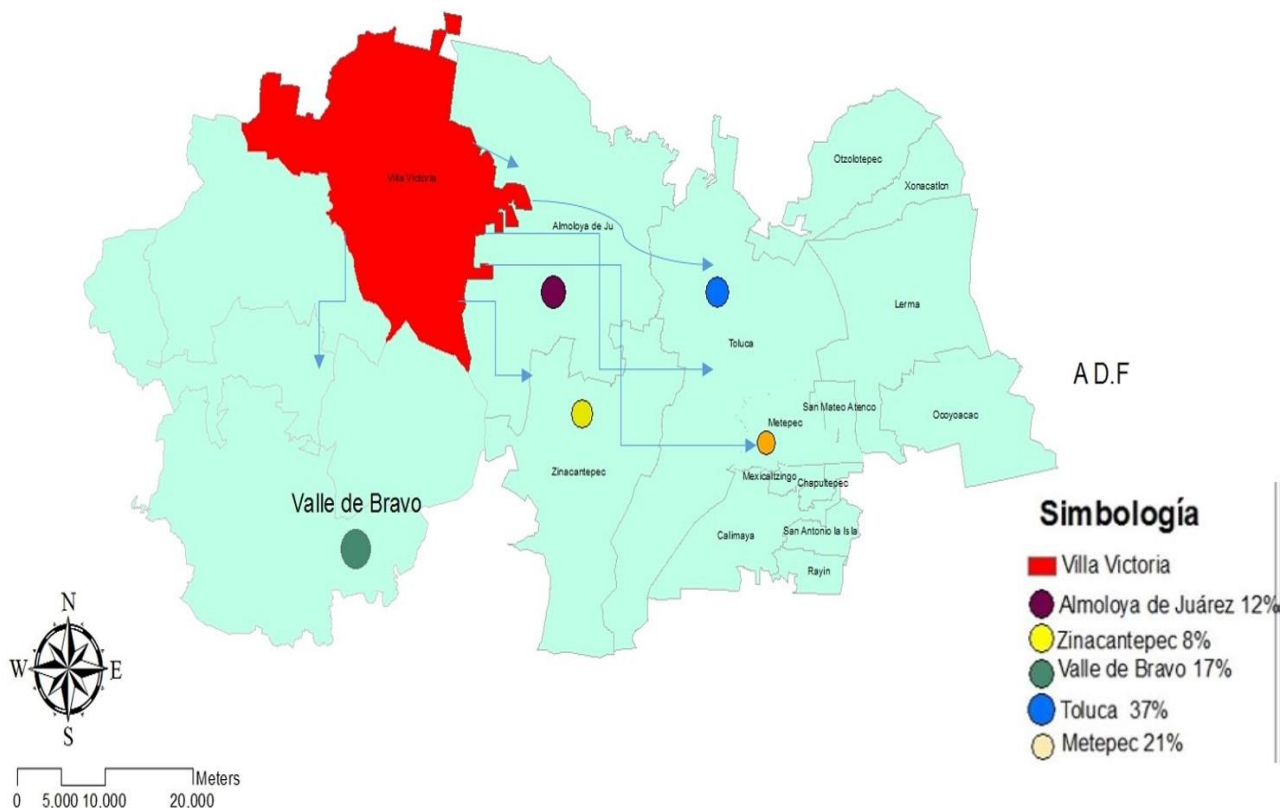 Otzolotepec
Xonacatlcn
Villa Victoria
Almoloya de Ju
Lerma
Toluca
A D.F
San Mateo Atenco
Ocoyoacac
Metepec
Zinacantepec
Mexicaltzingo
Chapultepec
Valle de Bravo
Calimaya
San Antonio la Isla
Rayin
Simbología
Villa Victoria
Almoloya de Juárez 12%
Zinacantepec 8%
Valle de Bravo 17%
Toluca 37%
Metepec 21%
N
W E
S
Meters
0 5,000 10,000 20,000